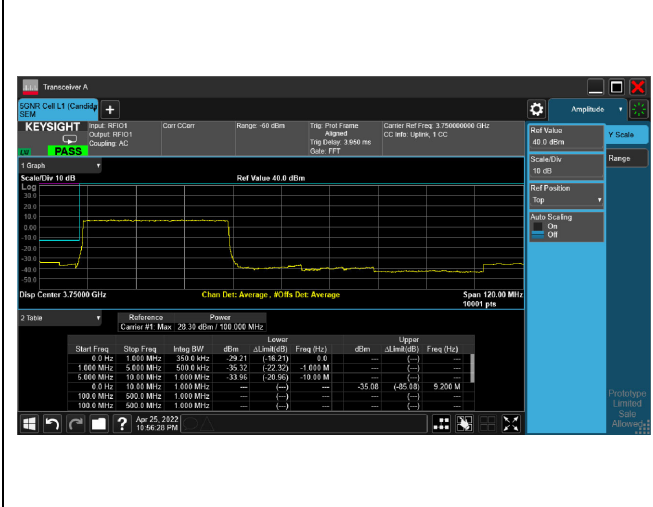 Transceiver A
5GNR Cell L1 (Candida
SEM
+
KEYSIGHT
PASS
LW
Input: RFIO1
Output: RFIO1
Coupling: AC
Corr CCorr
Range: -60 dBm
Trig: Prot Frame
Aligned
Trig Delay: 3.950 ms
Gate: FFT
Carrier Ref Freq: 3.750000000 GHz
CC Info: Uplink, 1 CC
1 Graph
Scale/Div 10 dB
Ref Value 40.0 dBm
Log
30.0
20.0
10.0
0.00
-10.0
-20.0
-30.0
-40.0
-50.0
Disp Center 3.75000 GHz
Chan Det: Average , #Offs Det: Average
Span 120.00 MHz
10001 pts
2 Table
Reference Power
Carrier #1: Max 28.30 dBm / 100.000 MHz
Lower Upper
Start Freq Stop Freq Integ BW dBm ΔLimit(dB) Freq (Hz) dBm ΔLimit(dB) Freq (Hz)
0.0 Hz 1.000 MHz 350.0 kHz -29.21 (-16.21) 0.0 --- (---)
1.000 MHz 5.000 MHz 500.0 kHz -35.32 (-22.32) -1.000 M --- (---)
5.000 MHz 10.00 MHz 1.000 MHz -33.96 (-20.96) -10.00 M --- (---)
0.0 Hz 10.00 MHz 1.000 MHz --- (---) -35.08 (-85.08) 9.200 M
100.0 MHz 500.0 MHz 1.000 MHz --- (---) --- (---)
100.0 MHz 500.0 MHz 1.000 MHz --- (---) --- (---)
?
Apr 25, 2022
10:56:28 PM
Amplitude
Ref Value
40.0 dBm
Scale/Div
10 dB
Ref Position
Top
Auto Scaling
On
Off
Y Scale
Range
Prototype
Limited
Sale
Allowed